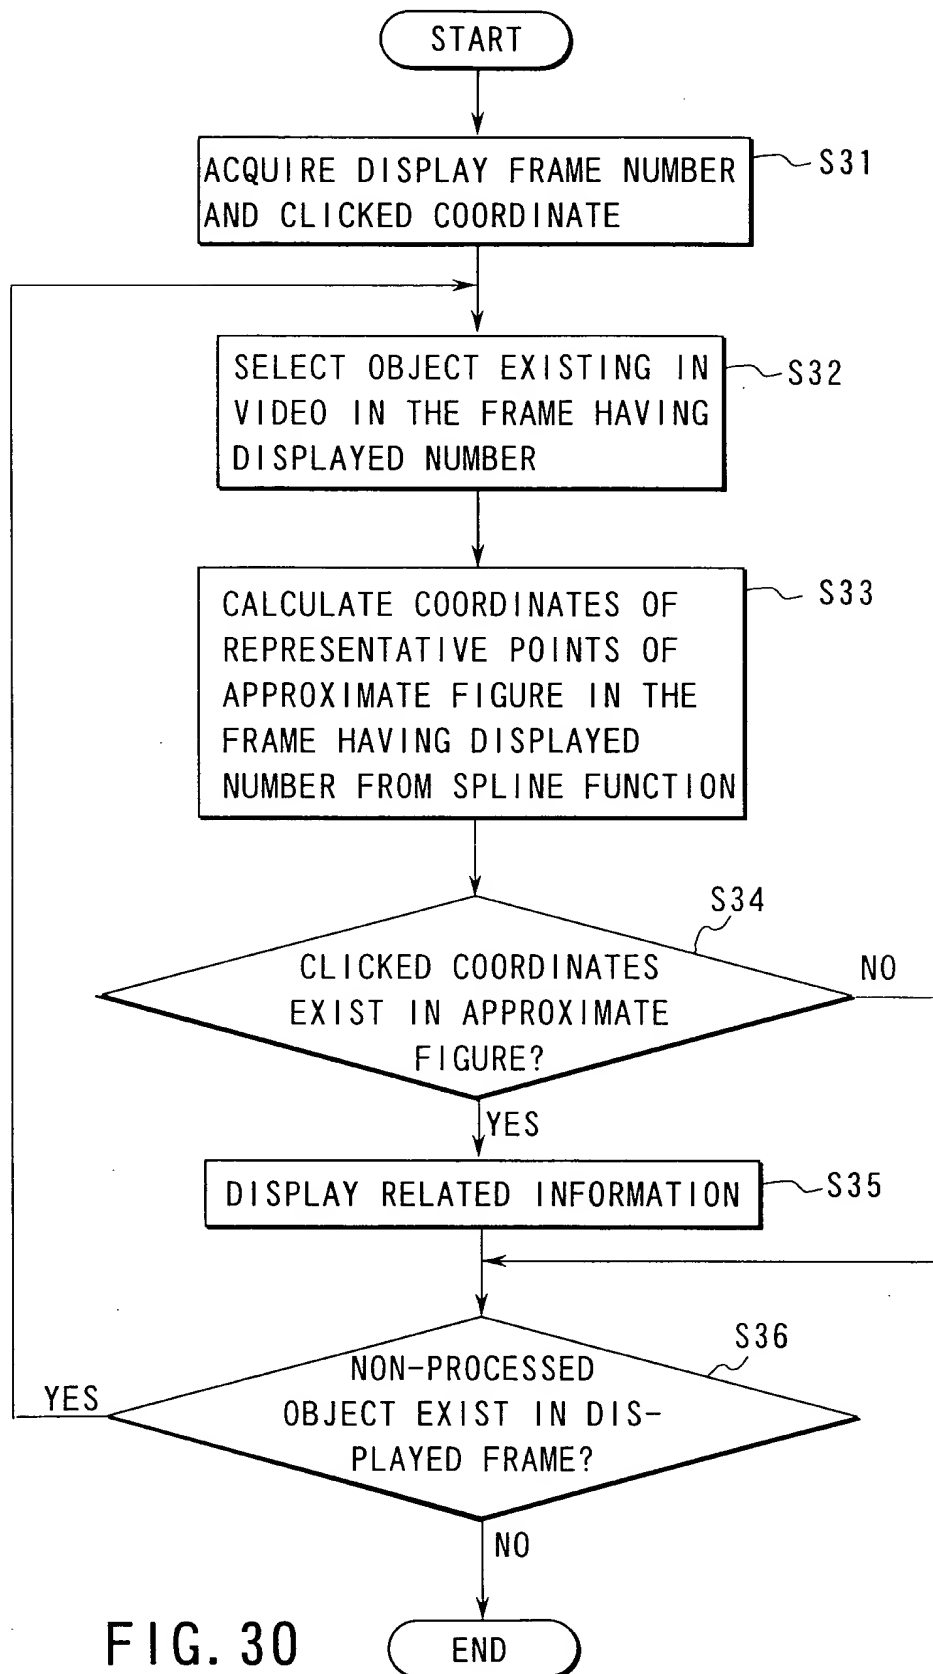 START
ACQUIRE DISPLAY FRAME NUMBER
AND CLICKED COORDINATE
S31
SELECT OBJECT EXISTING IN
VIDEO IN THE FRAME HAVING
DISPLAYED NUMBER
S32
CALCULATE COORDINATES OF
REPRESENTATIVE POINTS OF
APPROXIMATE FIGURE IN THE
FRAME HAVING DISPLAYED
NUMBER FROM SPLINE FUNCTION
S33
S34
CLICKED COORDINATES
EXIST IN APPROXIMATE
FIGURE?
NO
YES
DISPLAY RELATED INFORMATION
S35
S36
NON-PROCESSED
OBJECT EXIST IN DIS-
PLAYED FRAME?
YES
NO
END
FIG. 30